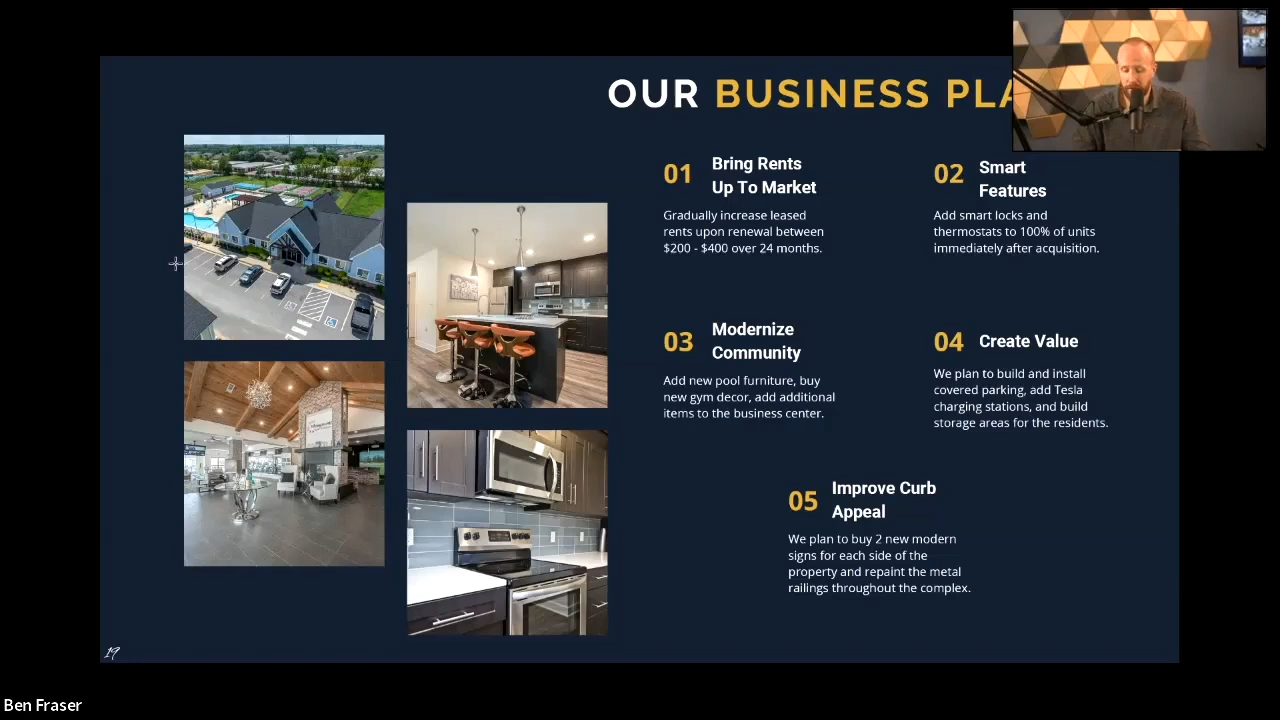 OUR BUSINESS PLA
01
Bring Rents
Up To Market
Gradually increase leased
rents upon renewal between
$200 - $400 over 24 months.
02
Smart
Features
Add smart locks and
thermostats to 100% of units
immediately after acquisition.
03
Modernize
Community
Add new pool furniture, buy
new gym decor, add additional
items to the business center.
04
Create Value
We plan to build and install
covered parking, add Tesla
charging stations, and build
storage areas for the residents.
05
Improve Curb
Appeal
We plan to buy 2 new modern
signs for each side of the
property and repaint the metal
railings throughout the complex.
19
Ben Fraser